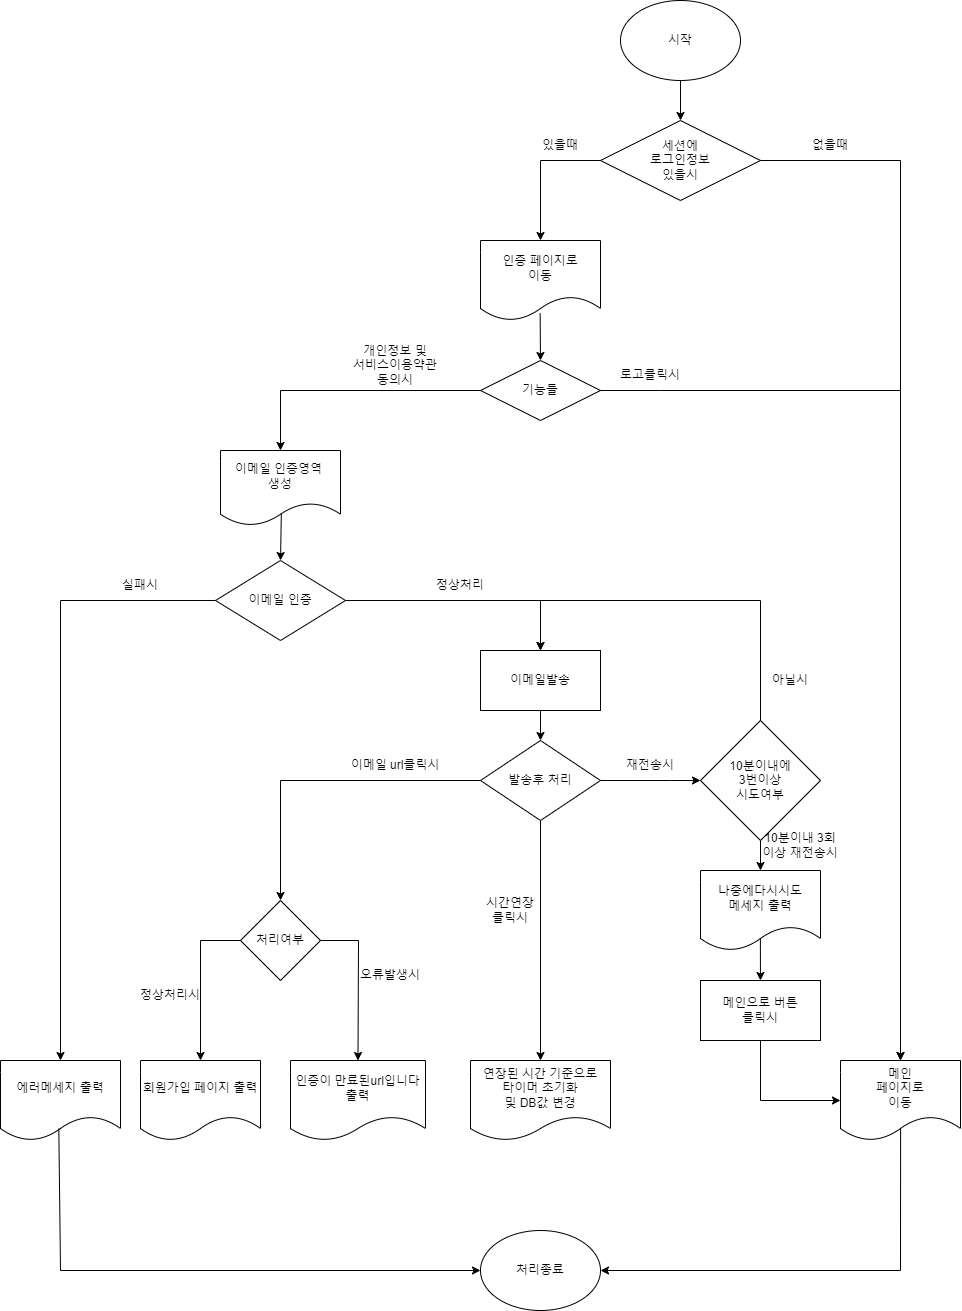 시작
있을때
세션에
로그인정보
있을시
없을때
인증 페이지로
이동
개인정보 및
서비스이용약관
동의시
기능들
로고클릭시
이메일 인증영역
생성
실패시
이메일 인증
정상처리
이메일발송
아닐시
이메일 url클릭시
발송후 처리
재전송시
10분이내에
3번이상
시도여부
10분이내 3회
이상 재전송시
나중에다시시도
메세지 출력
시간연장
클릭시
처리여부
정상처리시
오류발생시
메인으로 버튼
클릭시
에러메세지 출력
회원가입 페이지 출력
인증이 만료된url입니다
출력
연장된 시간 기준으로
타이머 초기화
및 DB값 변경
메인
페이지로
이동
처리종료